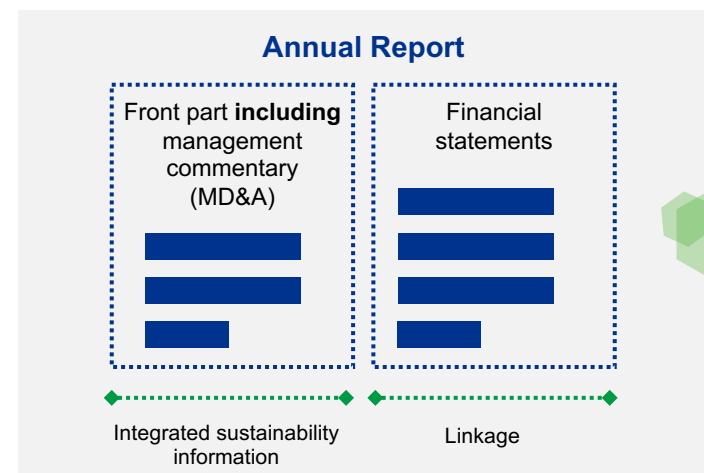 Annual Report
Front part including
management
commentary
(MD&A)
Financial
statements
Integrated sustainability
information
Linkage